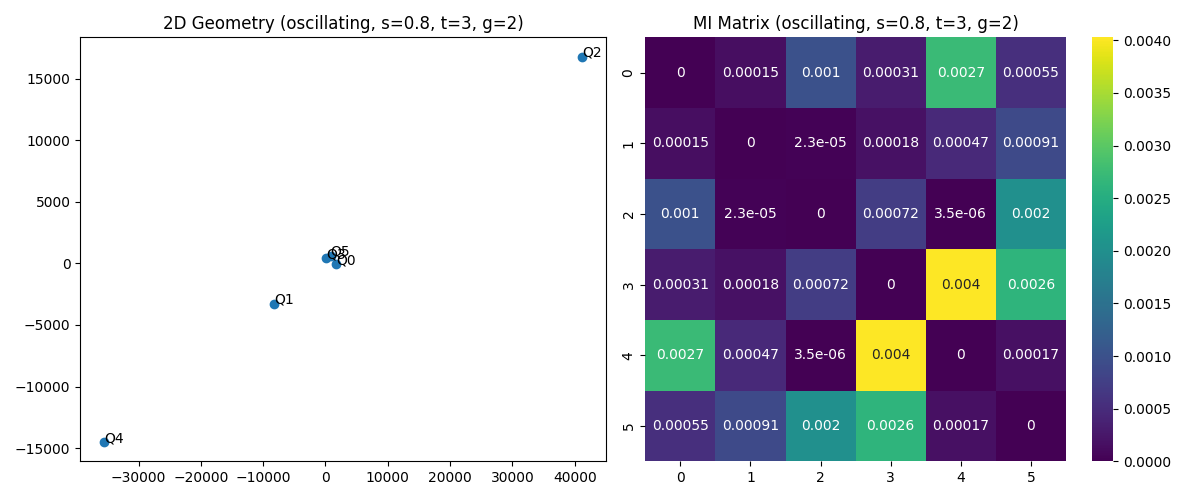 2D Geometry (oscillating, s=0.8, t=3, g=2)
15000
10000
5000
0
−5000
−10000
−15000
−30000 −20000 −10000 0 10000 20000 30000 40000
Q2
Q5
Q3
Q0
Q1
Q4
MI Matrix (oscillating, s=0.8, t=3, g=2)
0 0 0.00015 0.001 0.00031 0.0027 0.00055
1 0.00015 0 2.3e-05 0.00018 0.00047 0.00091
2 0.001 2.3e-05 0 0.00072 3.5e-06 0.002
3 0.00031 0.00018 0.00072 0 0.004 0.0026
4 0.0027 0.00047 3.5e-06 0.004 0 0.00017
5 0.00055 0.00091 0.002 0.0026 0.00017 0
0 1 2 3 4 5
0.0040
0.0035
0.0030
0.0025
0.0020
0.0015
0.0010
0.0005
0.0000